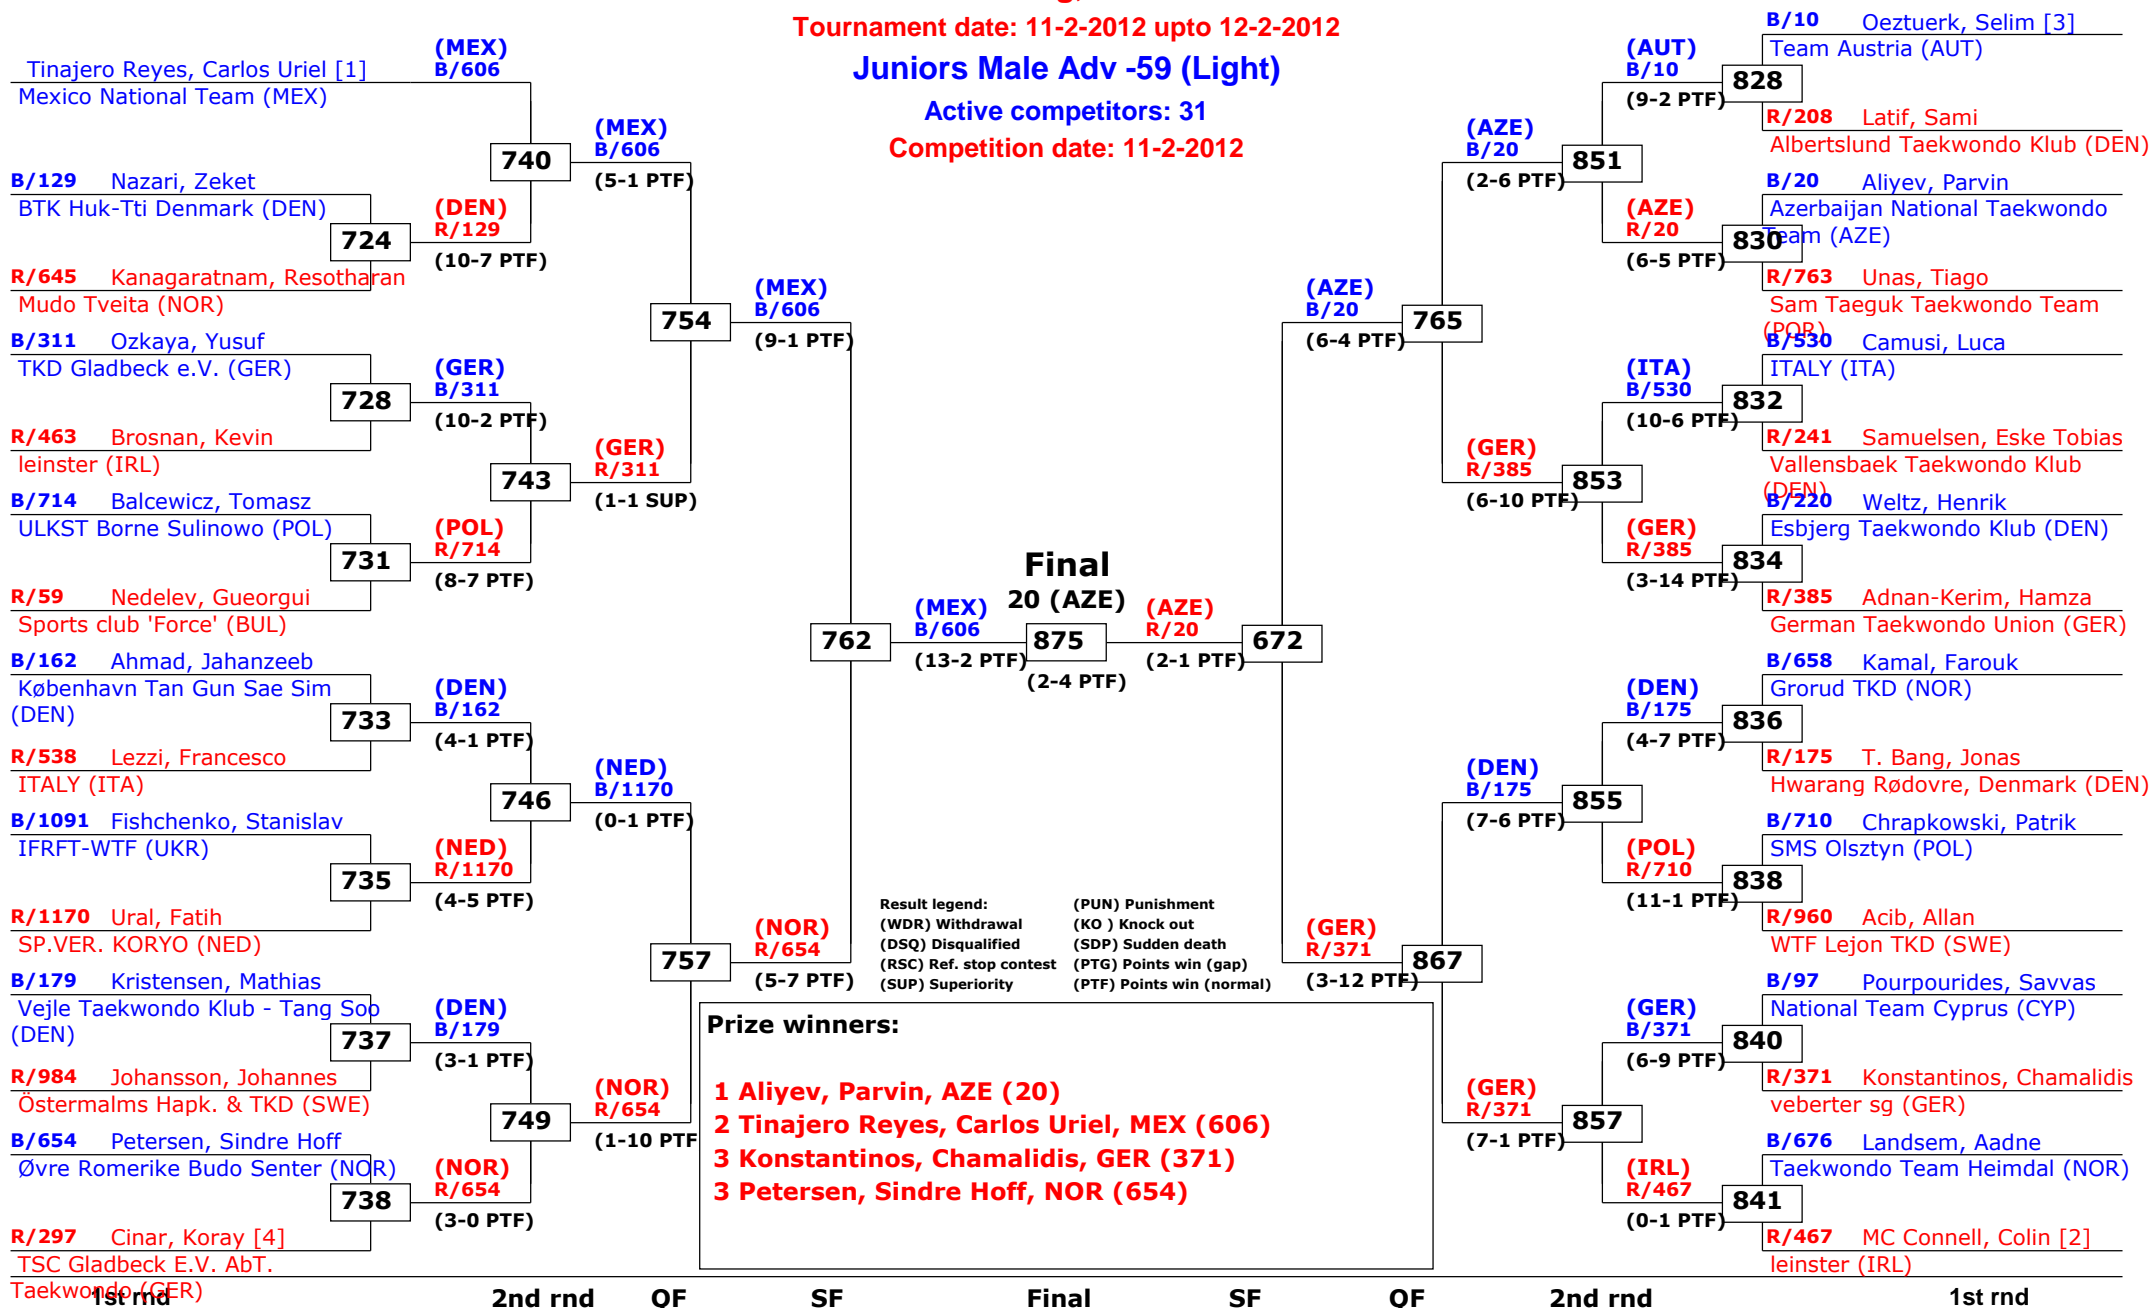 Tournament date: 11-2-2012 upto 12-2-2012
Juniors Male Adv -59 (Light)
Active competitors: 31
Competition date: 11-2-2012
Tinajero Reyes, Carlos Uriel [1]
Mexico National Team (MEX)
B/129 Nazari, Zeket
BTK Huk-Tti Denmark (DEN)
724
R/645 Kanagaratnam, Resotharan
Mudo Tveita (NOR)
B/311 Ozkaya, Yusuf
TKD Gladbeck e.V. (GER)
728
R/463 Brosnan, Kevin
leinster (IRL)
B/714 Balcewicz, Tomasz
ULKST Borne Sulinowo (POL)
731
R/59 Nedelev, Gueorgui
Sports club 'Force' (BUL)
B/162 Ahmad, Jahanzeeb
København Tan Gun Sae Sim
(DEN)
733
R/538 Lezzi, Francesco
ITALY (ITA)
B/1091 Fishchenko, Stanislav
IFRFT-WTF (UKR)
735
R/1170 Ural, Fatih
SP.VER. KORYO (NED)
B/179 Kristensen, Mathias
Vejle Taekwondo Klub - Tang Soo
(DEN)
737
R/984 Johansson, Johannes
Östermalms Hapk. & TKD (SWE)
B/654 Petersen, Sindre Hoff
Øvre Romerike Budo Senter (NOR)
738
R/297 Cinar, Koray [4]
TSC Gladbeck E.V. AbT.
Taekwondo (GER)
(MEX)
B/606
740
(DEN)
R/129
(10-7 PTF)
(GER)
B/311
(10-2 PTF)
743
(POL)
R/714
(8-7 PTF)
(DEN)
B/162
(4-1 PTF)
746
(NED)
R/1170
(4-5 PTF)
(DEN)
B/179
(3-1 PTF)
749
(NOR)
R/654
(3-0 PTF)
(MEX)
B/606
(5-1 PTF)
754
(GER)
R/311
(1-1 SUP)
(NED)
B/1170
(0-1 PTF)
757
(NOR)
R/654
(1-10 PTF
(MEX)
B/606
(9-1 PTF)
762
(NOR)
R/654
(5-7 PTF)
(MEX)
B/606
(13-2 PTF)
Final
20 (AZE)
875
(2-4 PTF)
(AZE)
R/20
(2-1 PTF)
672
(AZE)
B/20
(6-4 PTF)
765
(GER)
R/371
(3-12 PTF)
867
(AZE)
B/20
(2-6 PTF)
851
(GER)
R/385
(6-10 PTF)
853
(DEN)
B/175
(7-6 PTF)
855
(GER)
R/371
(7-1 PTF)
857
(AUT)
B/10
(9-2 PTF)
828
(AZE)
R/20
(6-5 PTF)
830
(ITA)
B/530
(10-6 PTF)
832
(GER)
R/385
(3-14 PTF)
834
(DEN)
B/175
(4-7 PTF)
836
(POL)
R/710
(11-1 PTF)
838
(GER)
B/371
(6-9 PTF)
840
(IRL)
R/467
(0-1 PTF)
841
B/10 Oeztuerk, Selim [3]
Team Austria (AUT)
R/208 Latif, Sami
Albertslund Taekwondo Klub (DEN)
B/20 Aliyev, Parvin
Azerbaijan National Taekwondo
Team (AZE)
R/763 Unas, Tiago
Sam Taeguk Taekwondo Team
(POR)
B/530 Camusi, Luca
ITALY (ITA)
R/241 Samuelsen, Eske Tobias
Vallensbaek Taekwondo Klub
(DEN)
B/220 Weltz, Henrik
Esbjerg Taekwondo Klub (DEN)
R/385 Adnan-Kerim, Hamza
German Taekwondo Union (GER)
B/658 Kamal, Farouk
Grorud TKD (NOR)
R/175 T. Bang, Jonas
Hwarang Rødovre, Denmark (DEN)
B/710 Chrapkowski, Patrik
SMS Olsztyn (POL)
R/960 Acib, Allan
WTF Lejon TKD (SWE)
B/97 Pourpourides, Savvas
National Team Cyprus (CYP)
R/371 Konstantinos, Chamalidis
veberter sg (GER)
B/676 Landsem, Aadne
Taekwondo Team Heimdal (NOR)
R/467 MC Connell, Colin [2]
leinster (IRL)
Result legend: (PUN) Punishment
(WDR) Withdrawal (KO ) Knock out
(DSQ) Disqualified (SDP) Sudden death
(RSC) Ref. stop contest (PTG) Points win (gap)
(SUP) Superiority (PTF) Points win (normal)
Prize winners:
1 Aliyev, Parvin, AZE (20)
2 Tinajero Reyes, Carlos Uriel, MEX (606)
3 Konstantinos, Chamalidis, GER (371)
3 Petersen, Sindre Hoff, NOR (654)
1st rnd 2nd rnd QF SF Final SF QF 2nd rnd 1st rnd